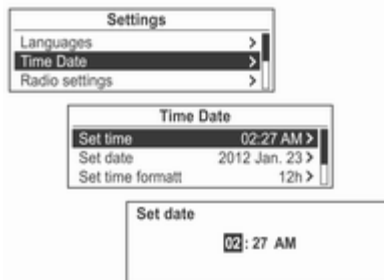 Settings
Languages >
Time Date >
Radio settings >
Time Date
Set time 02:27 AM >
Set date 2012 Jan. 23 >
Set time formatt 12h >
Set date
02 : 27 AM